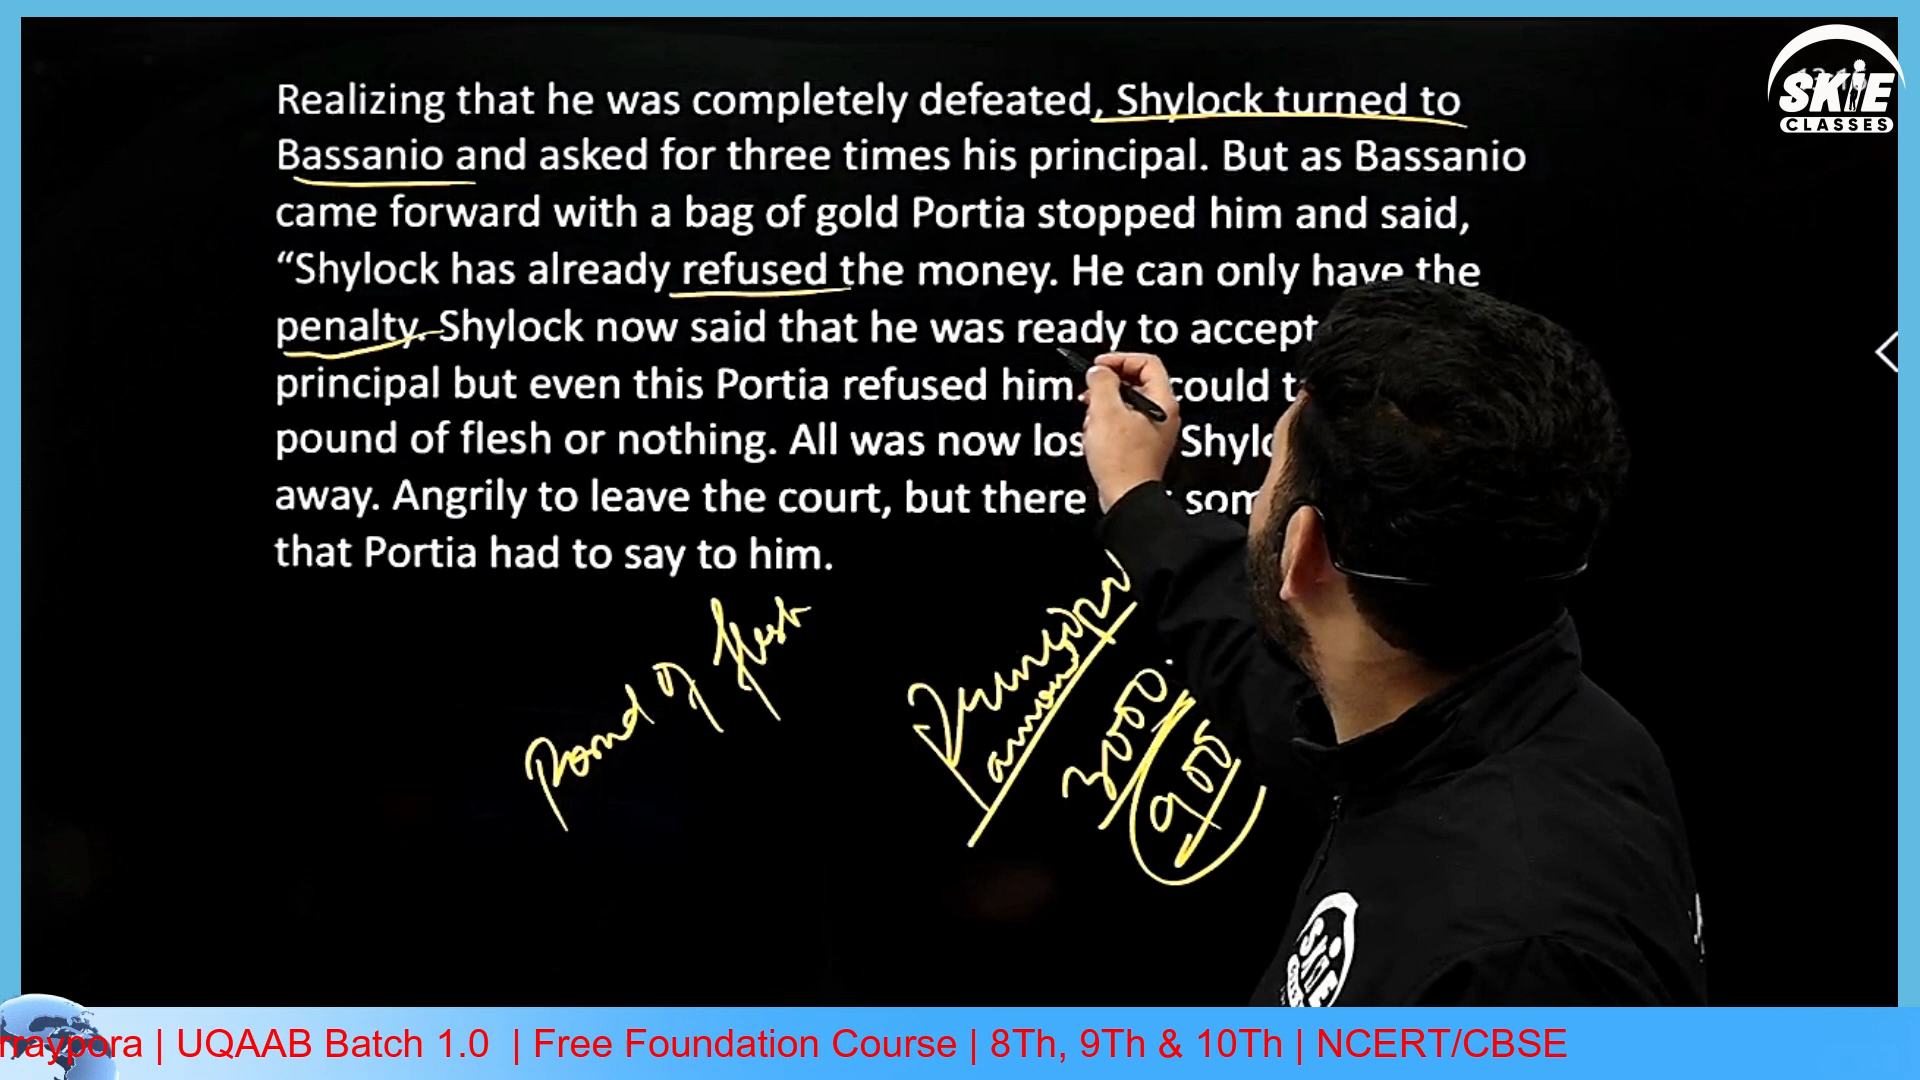 Realizing that he was completely defeated, Shylock turned to
Bassanio and asked for three times his principal. But as Bassanio
came forward with a bag of gold Portia stopped him and said,
“Shylock has already refused the money. He can only have the
penalty. Shylock now said that he was ready to accept
principal but even this Portia refused him. could
pound of flesh or nothing. All was now
away. Angrily to leave the court, but there
that Portia had to say to him.
Pound of flesh
amount
3000
900
SKIE
CLASSES
| UQAAB Batch 1.0 | Free Foundation Course | 8Th, 9Th & 10Th | NCERT/CBSE